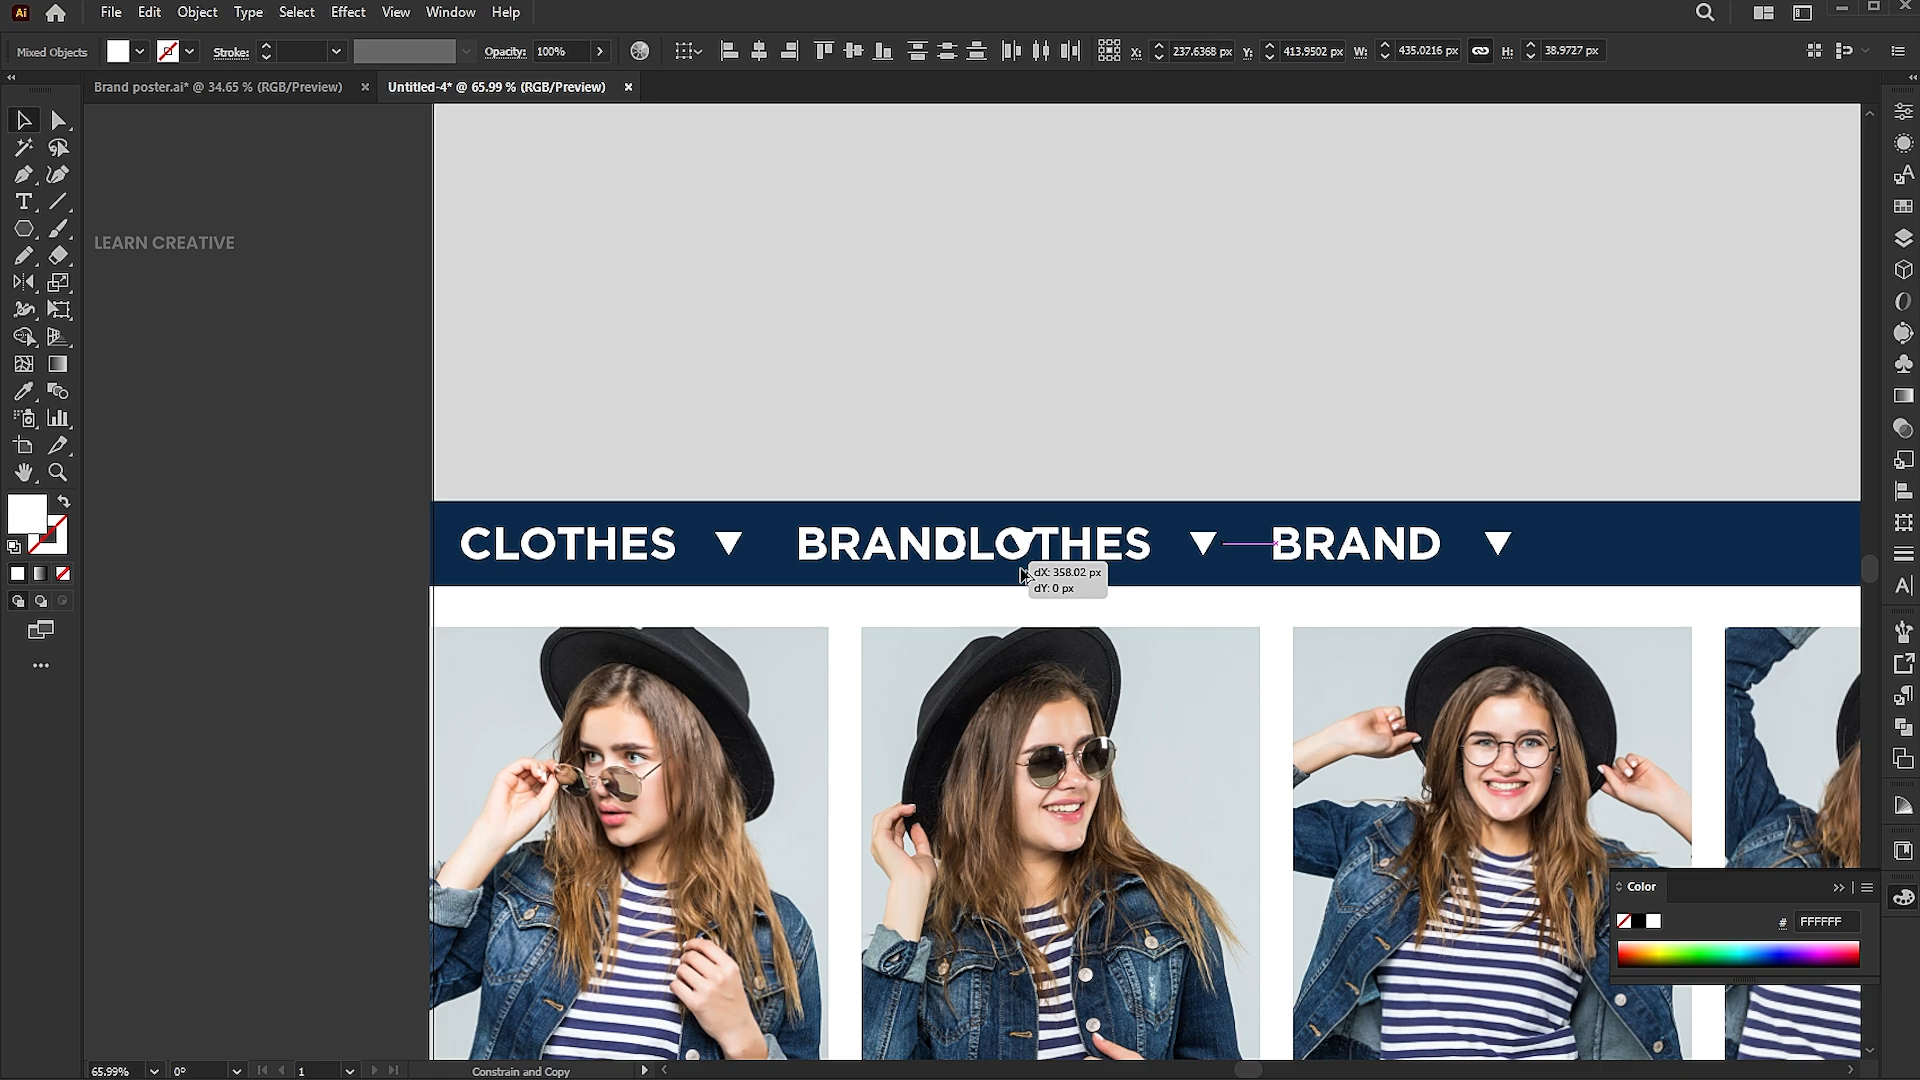 Ai File Edit Object Type Select Effect View Window Help
Mixed Objects Stroke: Opacity: 100% X: 237.6368 px Y: 413.9502 px W: 435.0216 px H: 38.9727 px
Brand poster.ai* @ 34.65 % (RGB/Preview) × Untitled-4* @ 65.99 % (RGB/Preview) ×
LEARN CREATIVE
CLOTHES BRAND CLOTHES BRAND
dX: 358.02 px
dY: 0 px
Color
# FFFFFF
65.99% 0° 1 Constrain and Copy